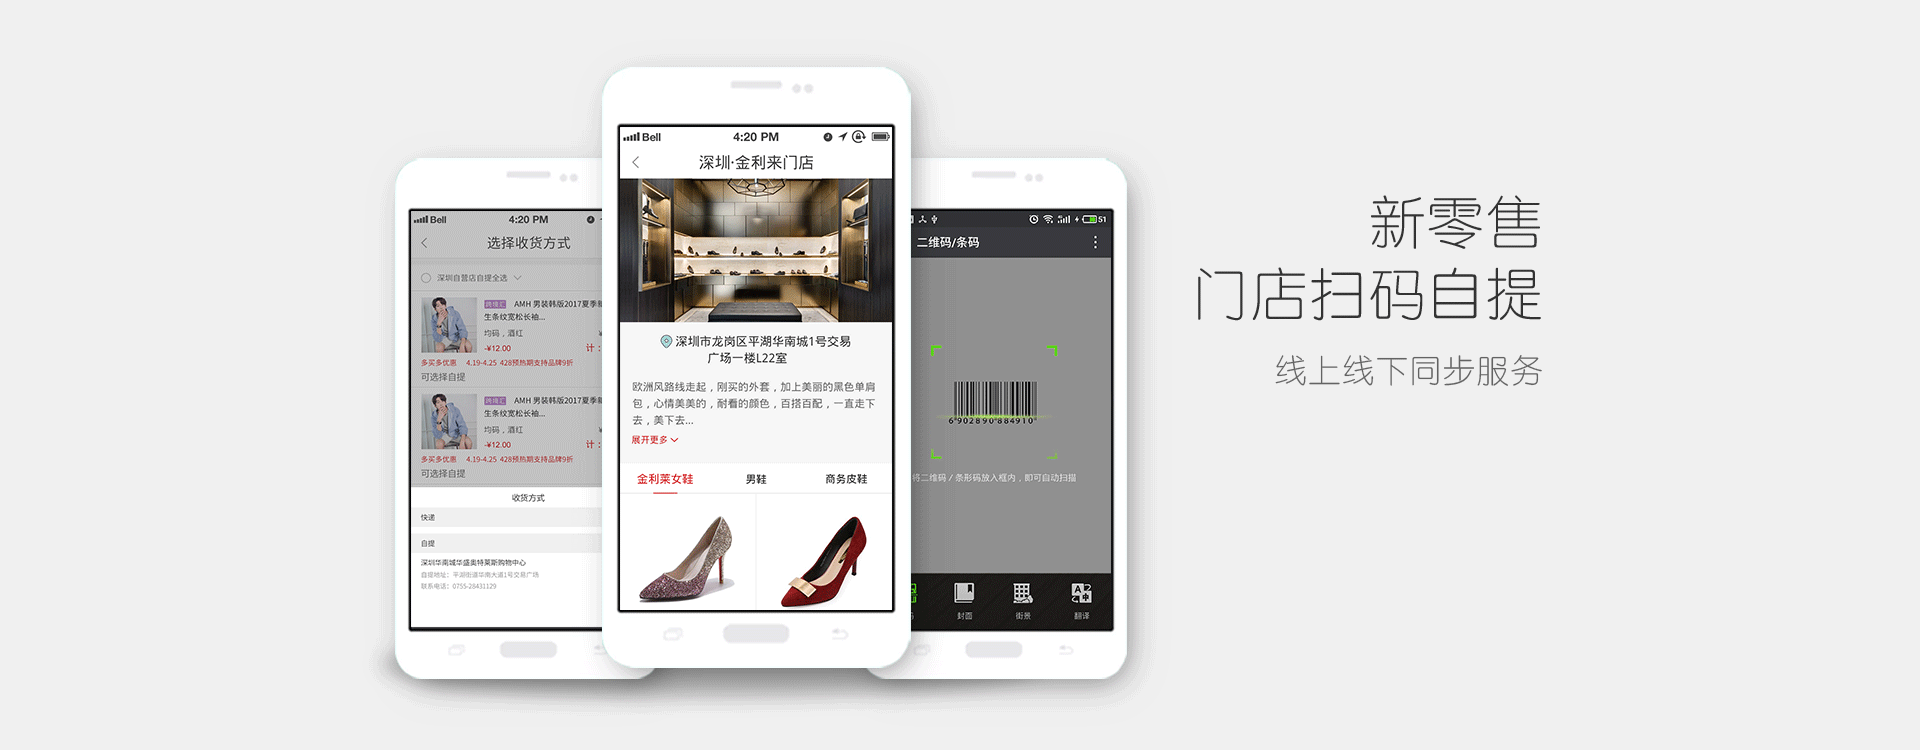 Bell 4:20 PM
选择收货方式
深圳自营店自提全选
AMH 男装韩版2017夏季
生条纹宽松长袖...
均码，酒红
-¥12.00 计：
多买多优惠 4.19-4.25 428预热期支持品牌9折
可选择自提
AMH 男装韩版2017夏季
生条纹宽松长袖...
均码，酒红
-¥12.00 计：
多买多优惠 4.19-4.25 428预热期支持品牌9折
可选择自提
收货方式
快递
自提
深圳华南城华盛奥特莱斯购物中心
自提地址：平湖街道华南大道1号交易广场
联系电话：0755-28431129
Bell 4:20 PM
深圳·金利来门店
深圳市龙岗区平湖华南城1号交易
广场一楼L22室
欧洲风路线走起，刚买的外套，加上美丽的黑色单肩
包，心情美美的，耐看的颜色，百搭百配，一直走下
去，美下去...
展开更多
金利莱女鞋 男鞋 商务皮鞋
51
二维码/条码
6902890884910
将二维码 / 条形码放入框内，即可自动扫描
封面 街景 翻译
新零售
门店扫码自提
线上线下同步服务